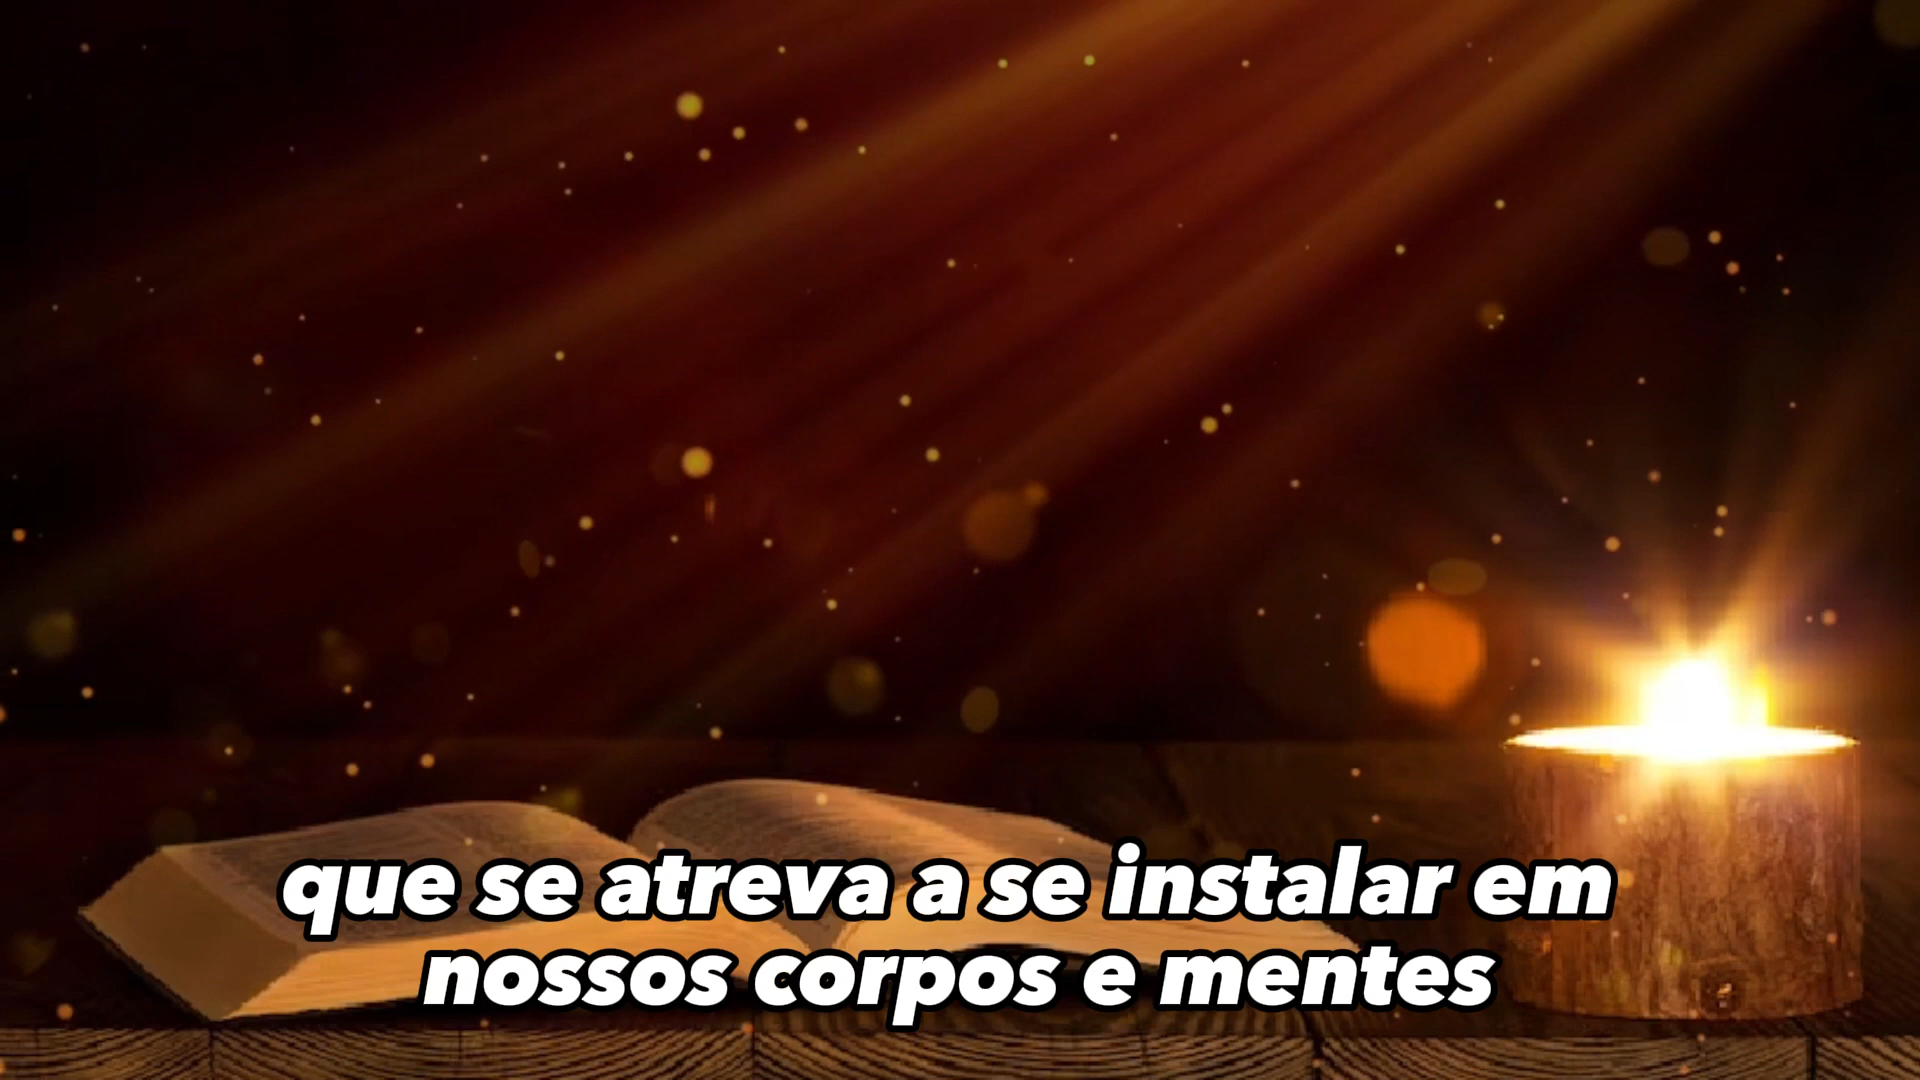 que se atreva a se instalar em
nossos corpos e mentes